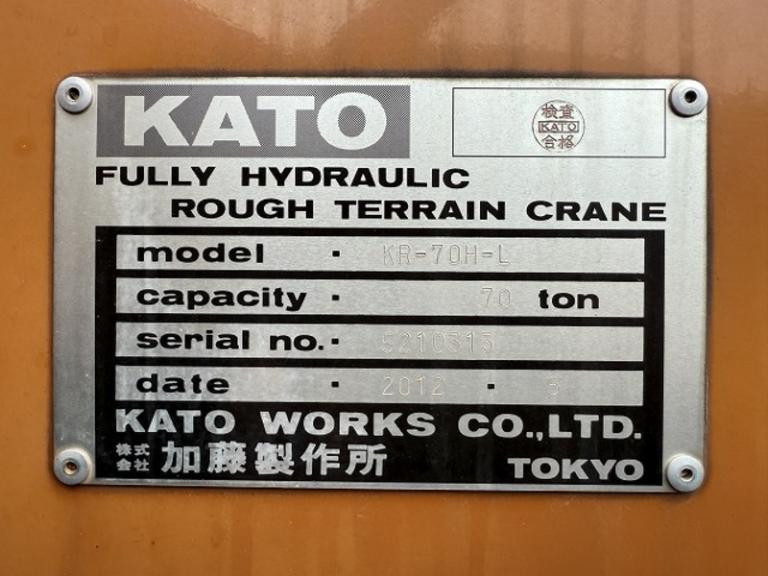 KATO
検査
KATO
合格
FULLY HYDRAULIC
ROUGH TERRAIN CRANE
model · KR-70H-L
capacity · 70 ton
serial no. · 5210315
date · 2012 · 3
KATO WORKS CO.,LTD.
株式会社 加藤製作所 TOKYO